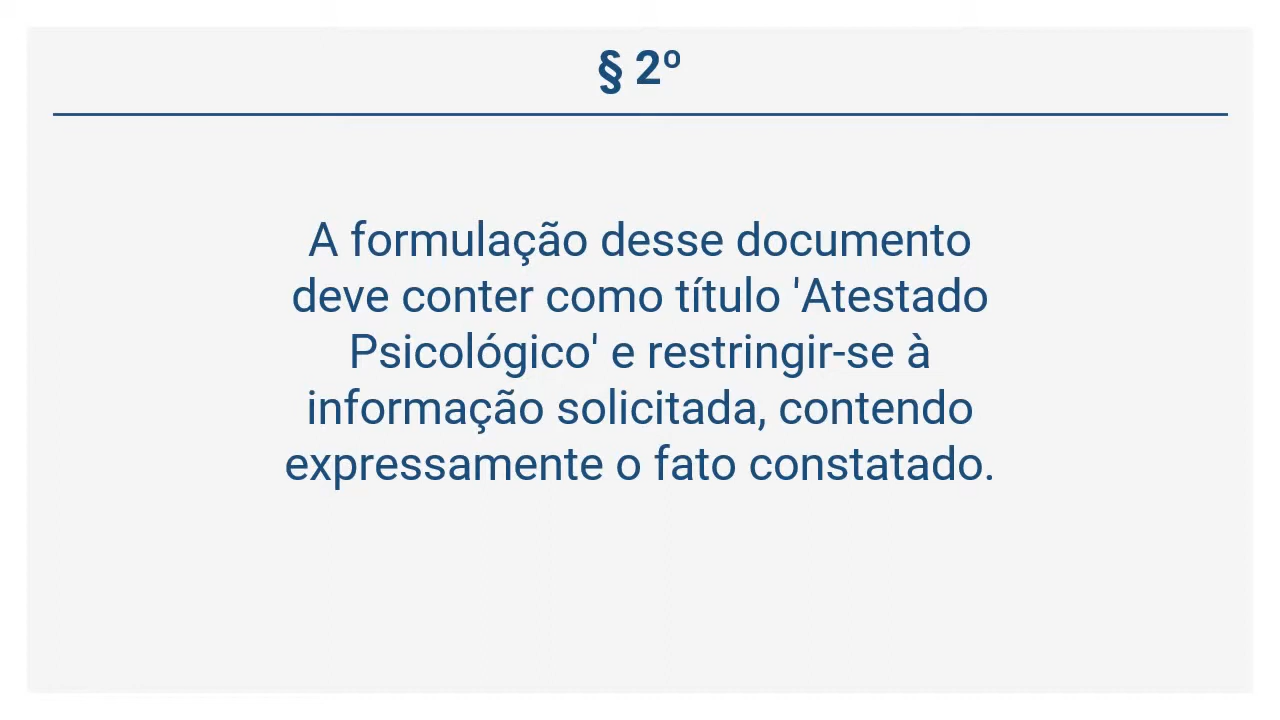 § 2º
A formulação desse documento
deve conter como título 'Atestado
Psicológico' e restringir-se à
informação solicitada, contendo
expressamente o fato constatado.